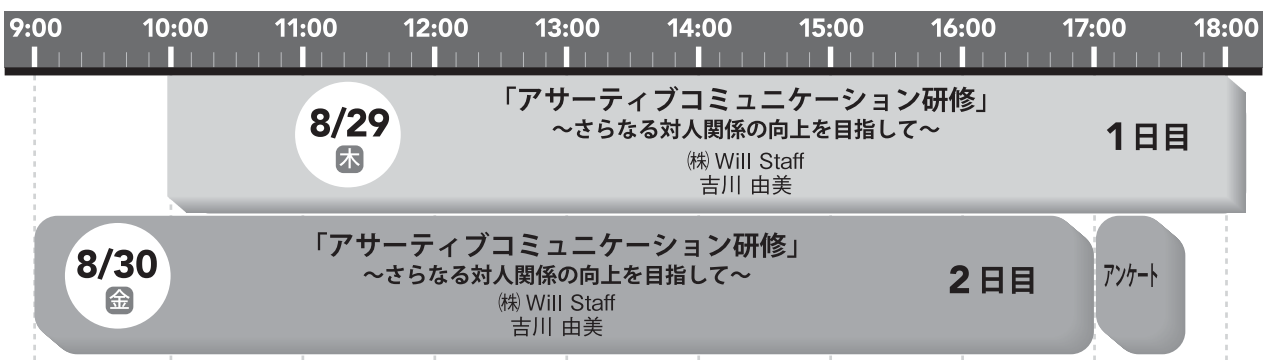 9:00 10:00 11:00 12:00 13:00 14:00 15:00 16:00 17:00 18:00
8/29
木
「アサーティブコミュニケーション研修」
～さらなる対人関係の向上を目指して～
㈱ Will Staff
吉川 由美
1日目
8/30
金
「アサーティブコミュニケーション研修」
～さらなる対人関係の向上を目指して～
㈱ Will Staff
吉川 由美
2日目
アンケート